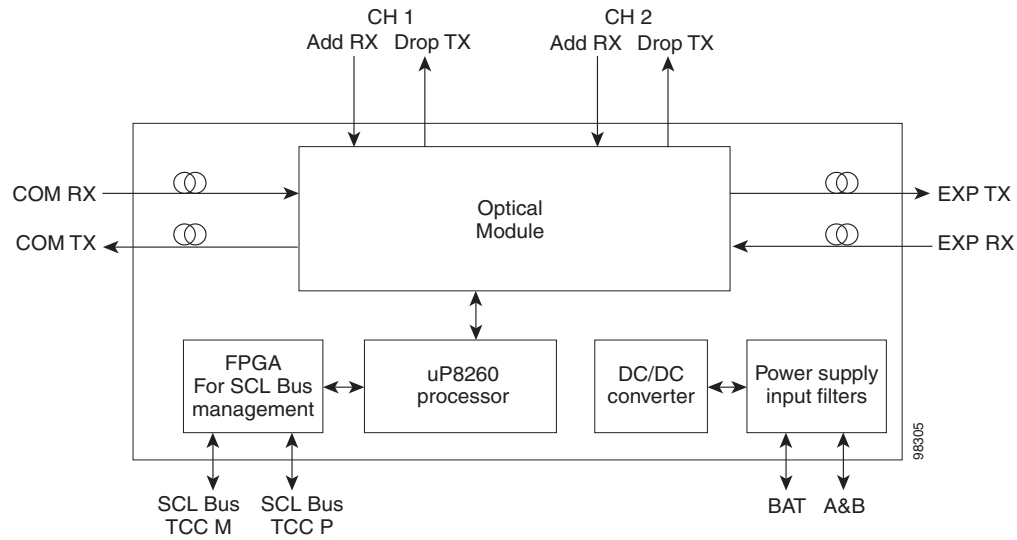 CH 1
CH 2
Add RX Drop TX
Add RX Drop TX
COM RX
COM TX
Optical
Module
EXP TX
EXP RX
FPGA
For SCL Bus
management
uP8260
processor
DC/DC
converter
Power supply
input filters
98305
SCL Bus
TCC M
SCL Bus
TCC P
BAT
A&B